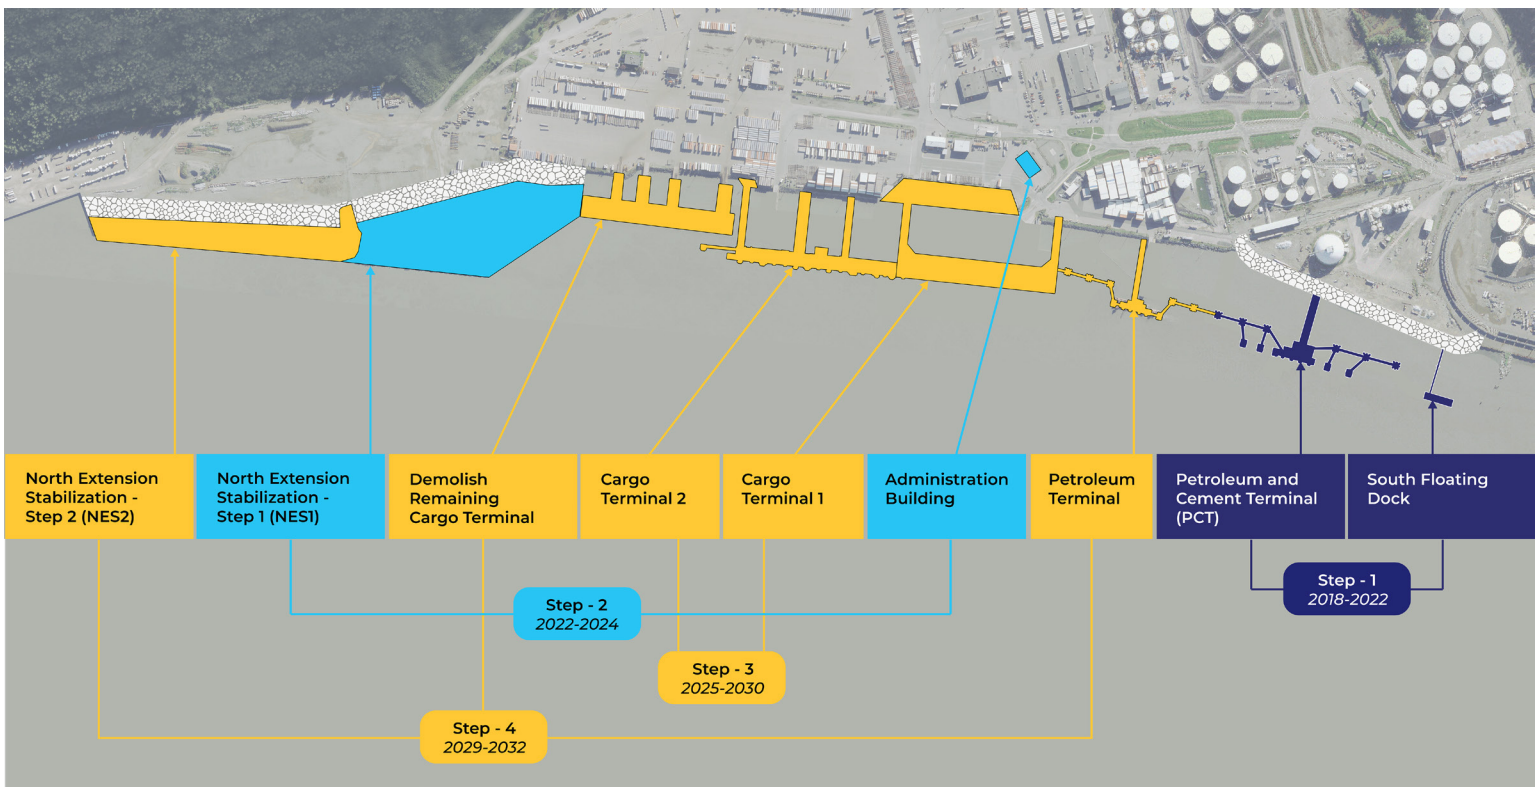 North Extension
Stabilization -
Step 2 (NES2)
North Extension
Stabilization -
Step 1 (NES1)
Demolish
Remaining
Cargo Terminal
Cargo
Terminal 2
Cargo
Terminal 1
Administration
Building
Petroleum
Terminal
Petroleum and
Cement Terminal
(PCT)
South Floating
Dock
Step - 1
2018-2022
Step - 2
2022-2024
Step - 3
2025-2030
Step - 4
2029-2032